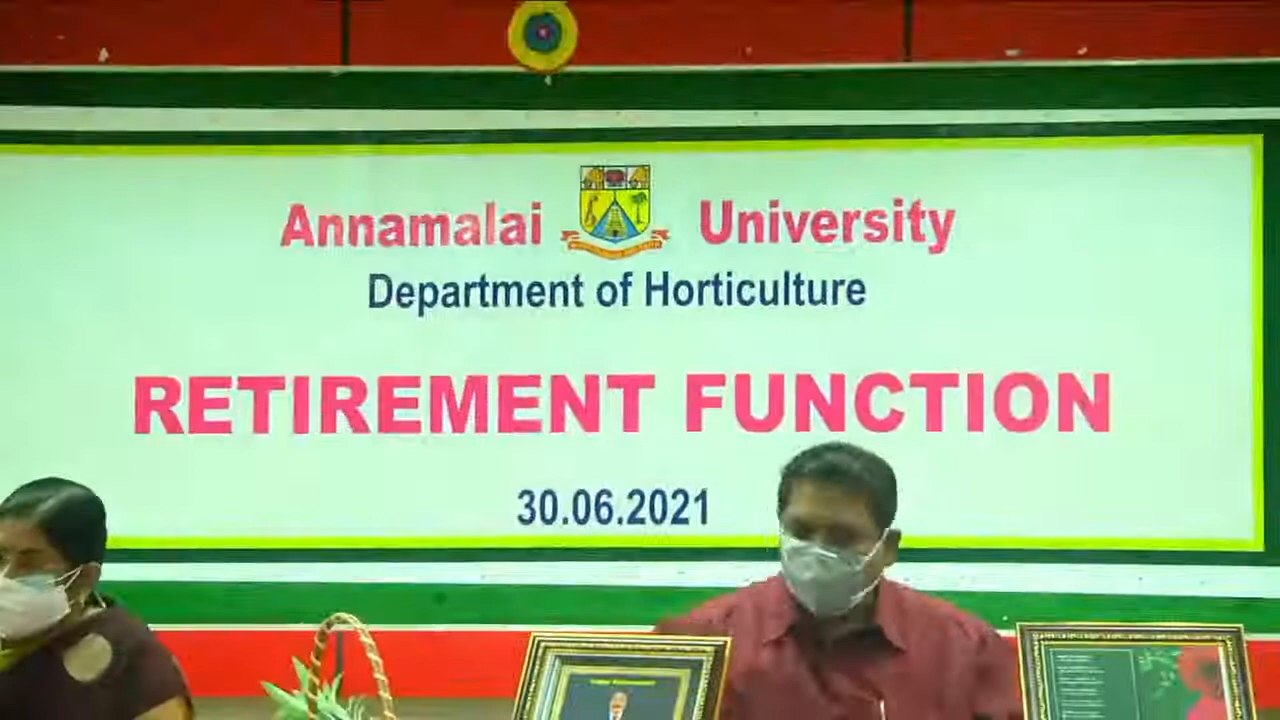 Annamalai University
Department of Horticulture
RETIREMENT FUNCTION
30.06.2021